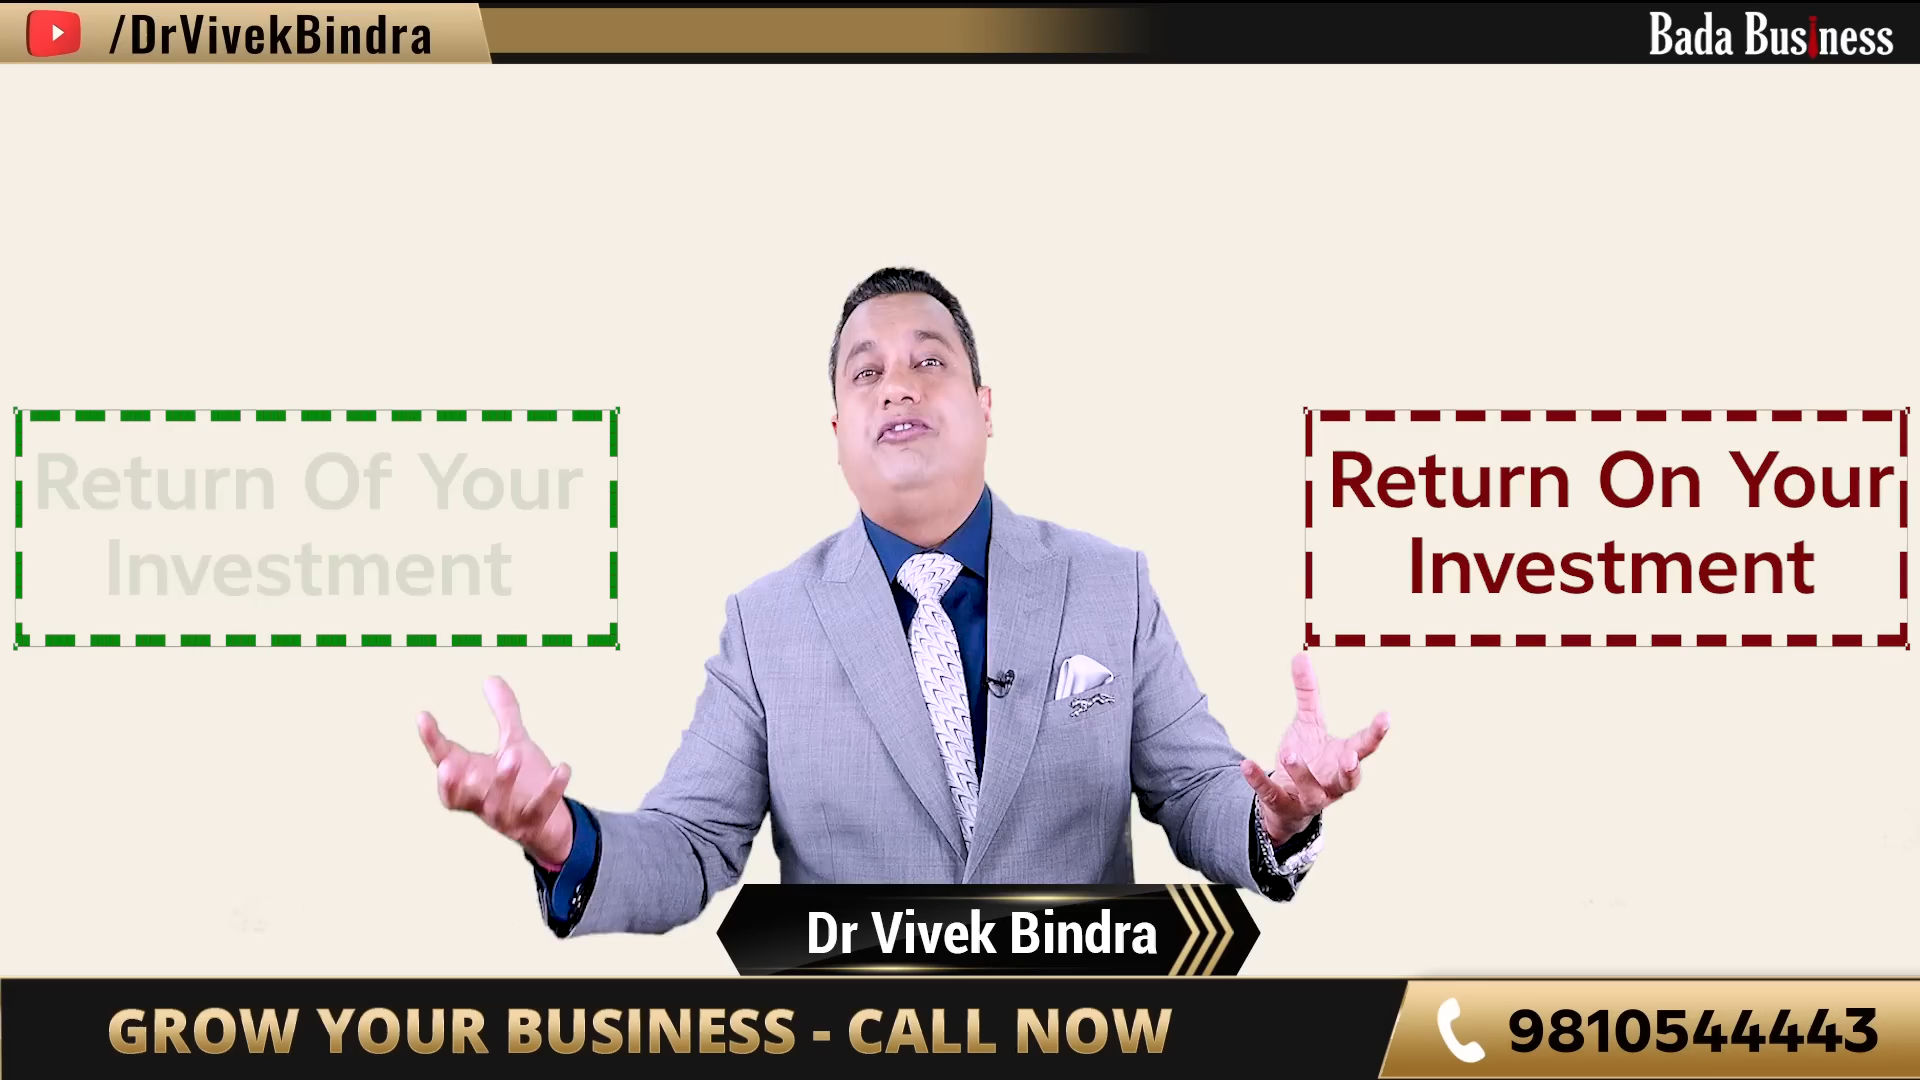 /DrVivekBindra
Bada Business
Return Of Your
Investment
Return On Your
Investment
Dr Vivek Bindra
GROW YOUR BUSINESS - CALL NOW
9810544443